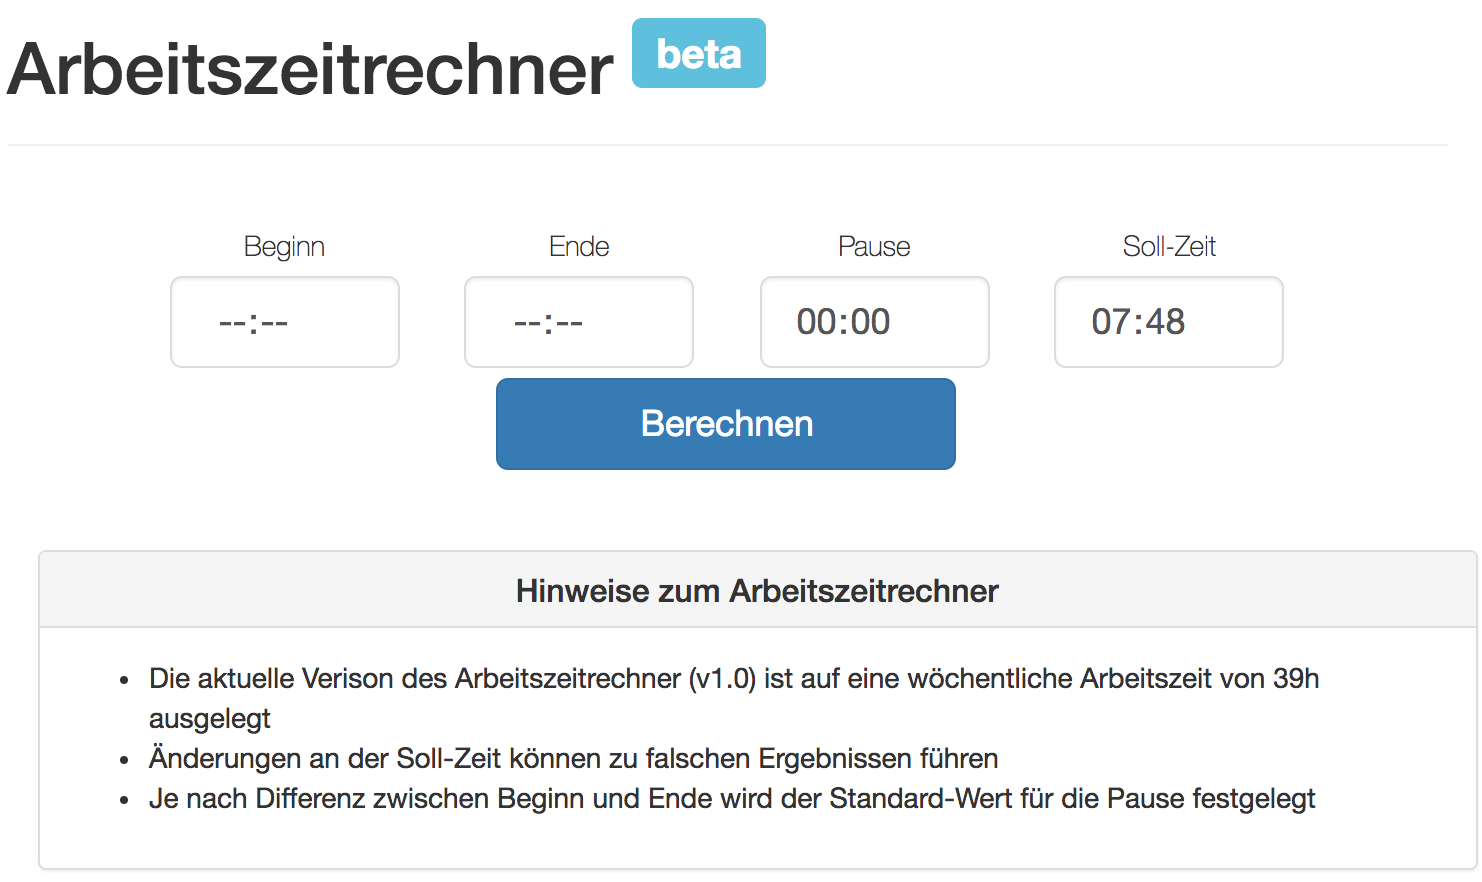 Arbeitszeitrechner beta
Beginn Ende Pause Soll-Zeit
--:-- --:-- 00:00 07:48
Berechnen
Hinweise zum Arbeitszeitrechner
• Die aktuelle Verison des Arbeitszeitrechner (v1.0) ist auf eine wöchentliche Arbeitszeit von 39h
ausgelegt
• Änderungen an der Soll-Zeit können zu falschen Ergebnissen führen
• Je nach Differenz zwischen Beginn und Ende wird der Standard-Wert für die Pause festgelegt